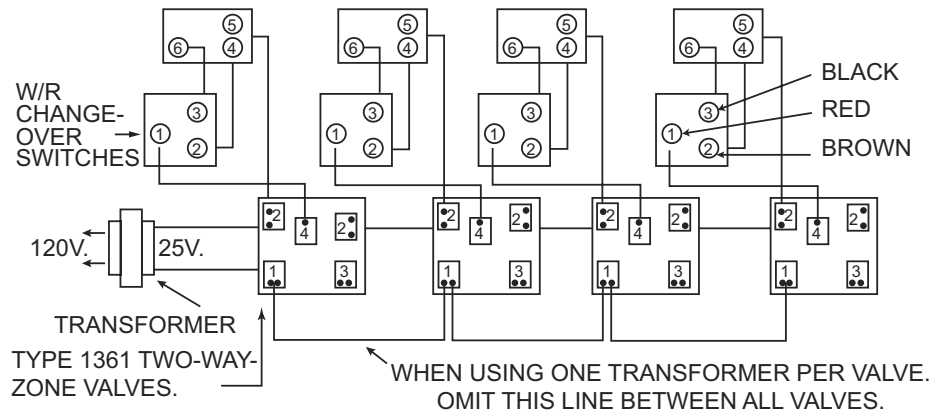 5 5 5 5
6 4 6 4 6 4 6 4
W/R
CHANGE-
OVER
SWITCHES
3 3 3 3
1 1 1 1
2 2 2 2
BLACK
RED
BROWN
2 4 2 2 4 2 2 4 2 2 4 2
120V. 25V.
1 3 1 3 1 3 1 3
TRANSFORMER
TYPE 1361 TWO-WAY-
ZONE VALVES.
WHEN USING ONE TRANSFORMER PER VALVE.
OMIT THIS LINE BETWEEN ALL VALVES.